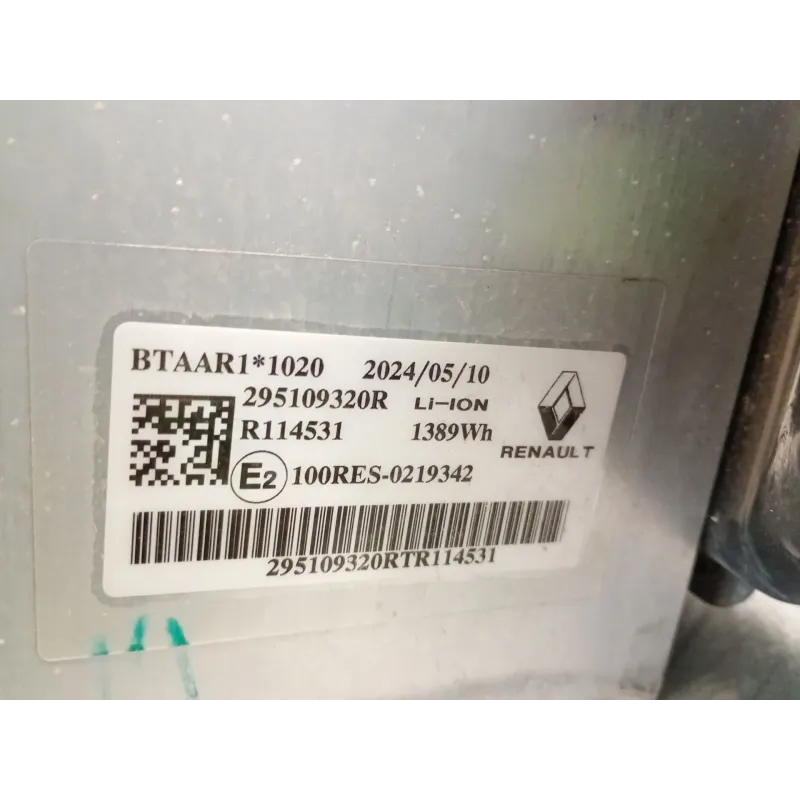 BTAAR1*1020 2024/05/10
295109320R Li-ION
R114531 1389Wh
RENAULT
E2 100RES-0219342
295109320RTR114531